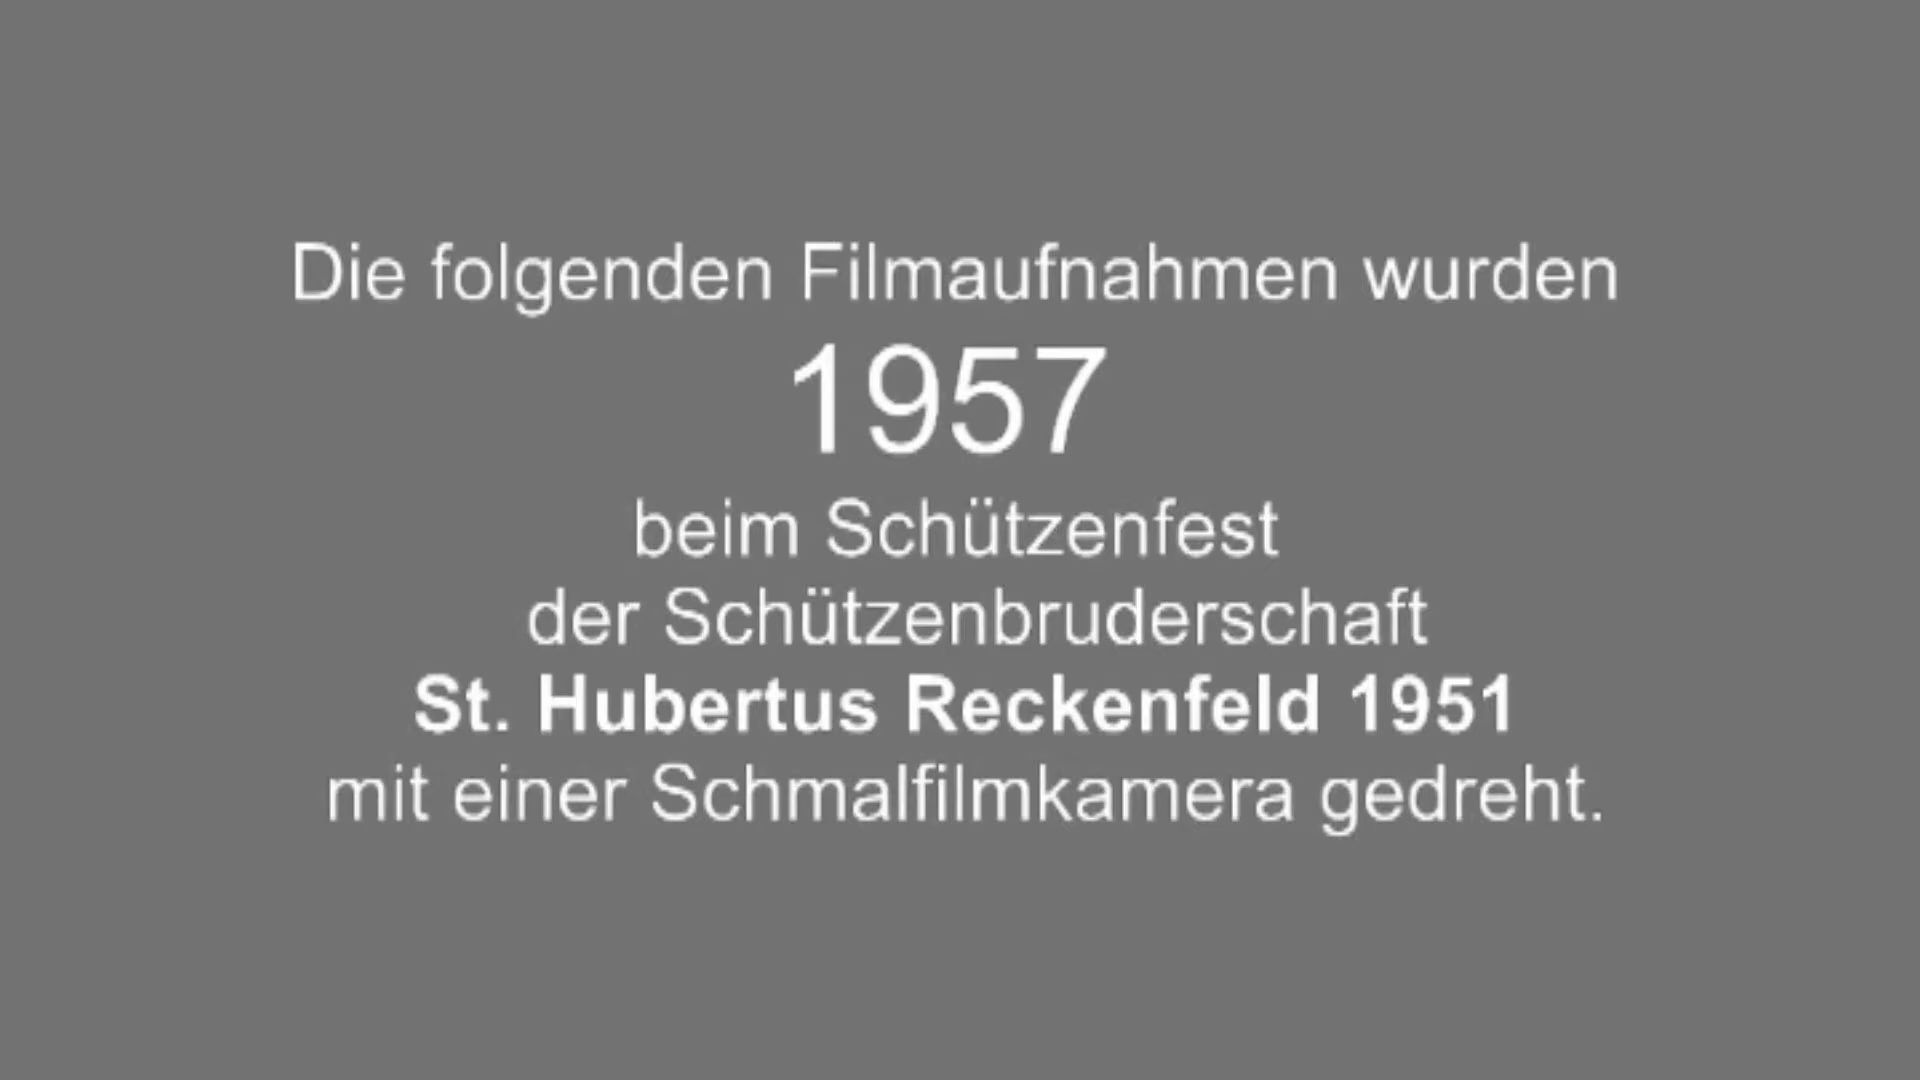 Die folgenden Filmaufnahmen wurden
1957
beim Schützenfest
der Schützenbruderschaft
St. Hubertus Reckenfeld 1951
mit einer Schmalfilmkamera gedreht.